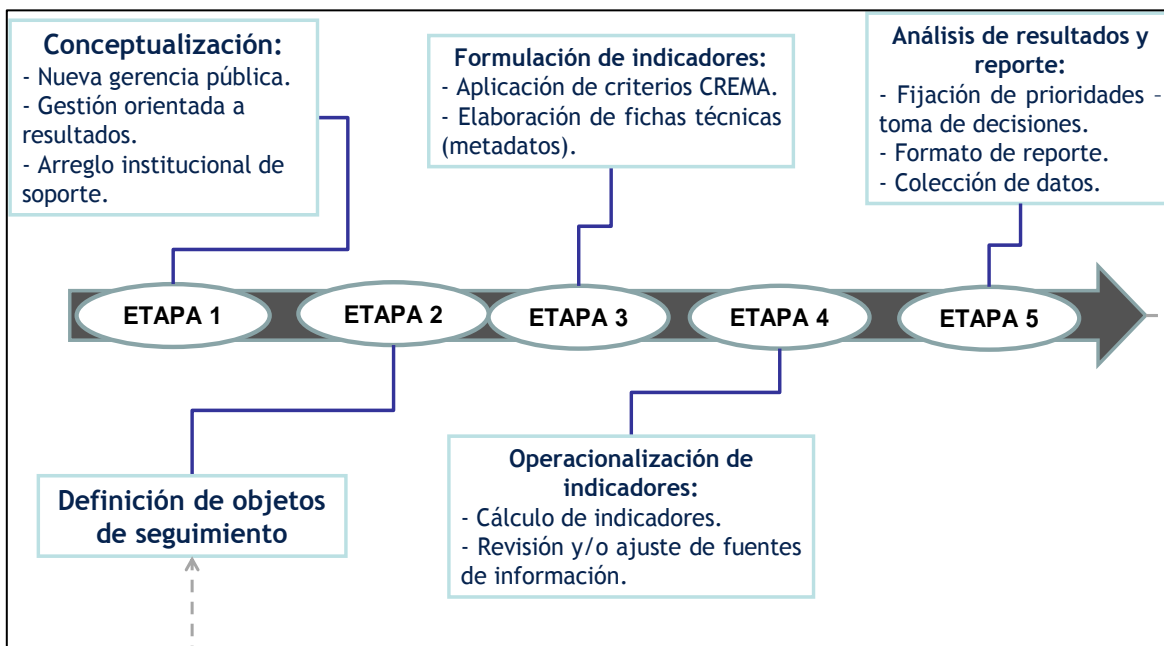 Conceptualización:
- Nueva gerencia pública.
- Gestión orientada a
resultados.
- Arreglo institucional de
soporte.
Formulación de indicadores:
- Aplicación de criterios CREMA.
- Elaboración de fichas técnicas
(metadatos).
Análisis de resultados y
reporte:
- Fijación de prioridades –
toma de decisiones.
- Formato de reporte.
- Colección de datos.
ETAPA 1
ETAPA 2
ETAPA 3
ETAPA 4
ETAPA 5
Definición de objetos
de seguimiento
Operacionalización de
indicadores:
- Cálculo de indicadores.
- Revisión y/o ajuste de fuentes
de información.